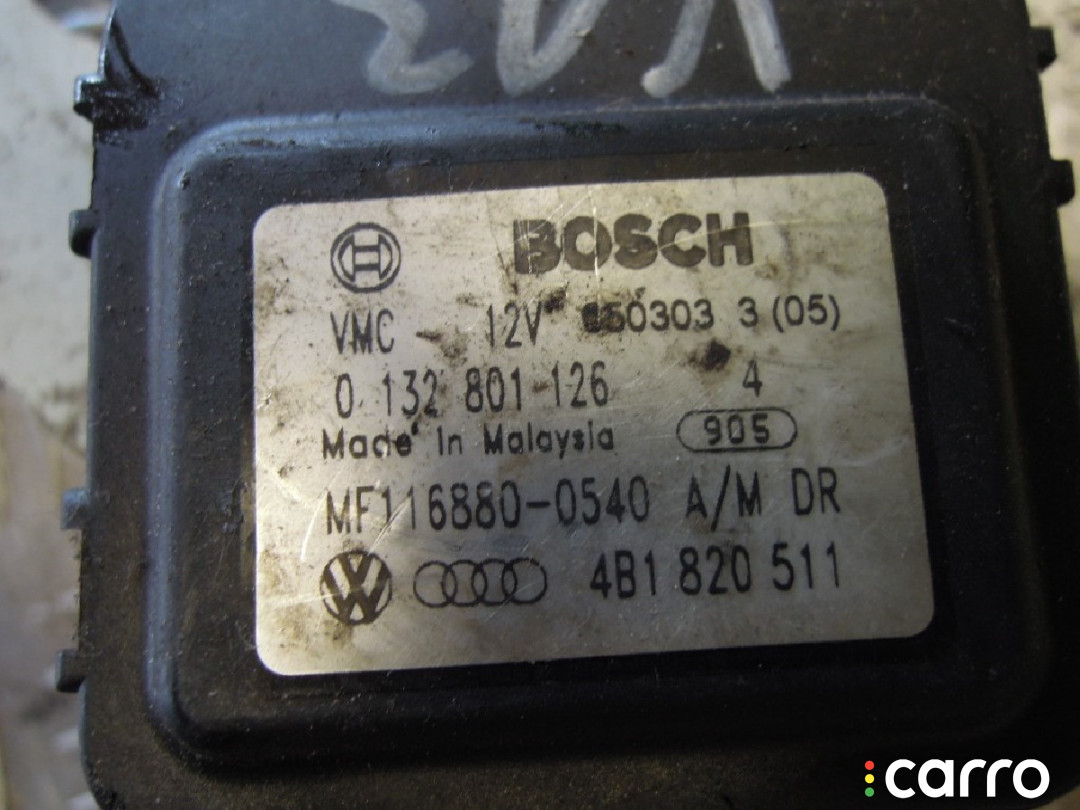 BOSCH
VMC 12V 050303 3 (05)
0 132 801 126 4
Made In Malaysia 905
MF116880-0540 A/M DR
4B1 820 511
carro